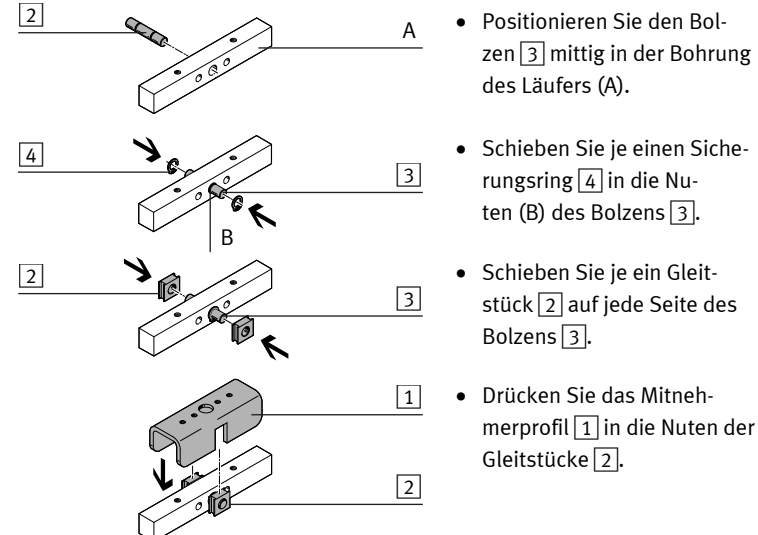 2
A
• Positionieren Sie den Bol-
zen 3 mittig in der Bohrung
des Läufers (A).
4
3
B
• Schieben Sie je einen Siche-
rungsring 4 in die Nu-
ten (B) des Bolzens 3.
2
3
• Schieben Sie je ein Gleit-
stück 2 auf jede Seite des
Bolzens 3.
1
2
• Drücken Sie das Mitneh-
merprofil 1 in die Nuten der
Gleitstücke 2.